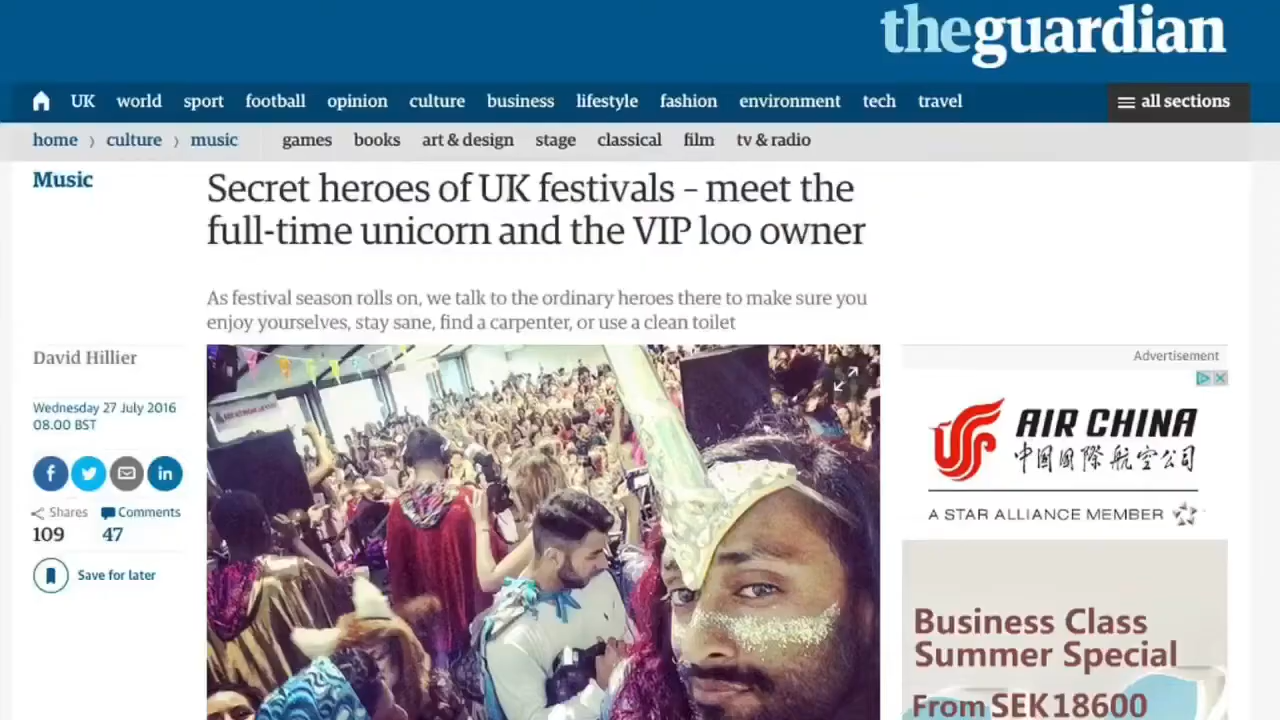 theguardian
UK world sport football opinion culture business lifestyle fashion environment tech travel all sections
home culture music games books art & design stage classical film tv & radio
Music
Secret heroes of UK festivals – meet the
full-time unicorn and the VIP loo owner
As festival season rolls on, we talk to the ordinary heroes there to make sure you
enjoy yourselves, stay sane, find a carpenter, or use a clean toilet
David Hillier
Wednesday 27 July 2016
08.00 BST
Shares Comments
109 47
Save for later
Advertisement
AIR CHINA
中国国際航空公司
A STAR ALLIANCE MEMBER
Business Class
Summer Special
From SEK18600